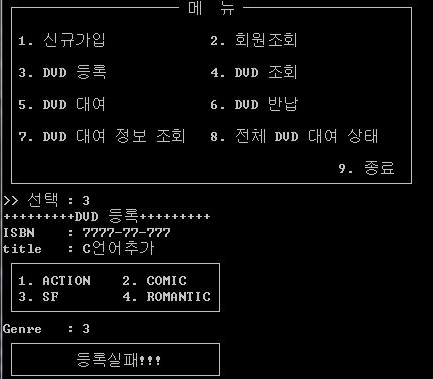 메 뉴
1. 신규가입 2. 회원조회
3. DVD 등록 4. DVD 조회
5. DVD 대여 6. DVD 반납
7. DVD 대여 정보 조회 8. 전체 DVD 대여 상태
9. 종료
>> 선택 : 3
+++++++++DVD 등록+++++++++
ISBN : 7777-77-777
title : C언어추가
1. ACTION 2. COMIC
3. SF 4. ROMANTIC
Genre : 3
등록실패!!!